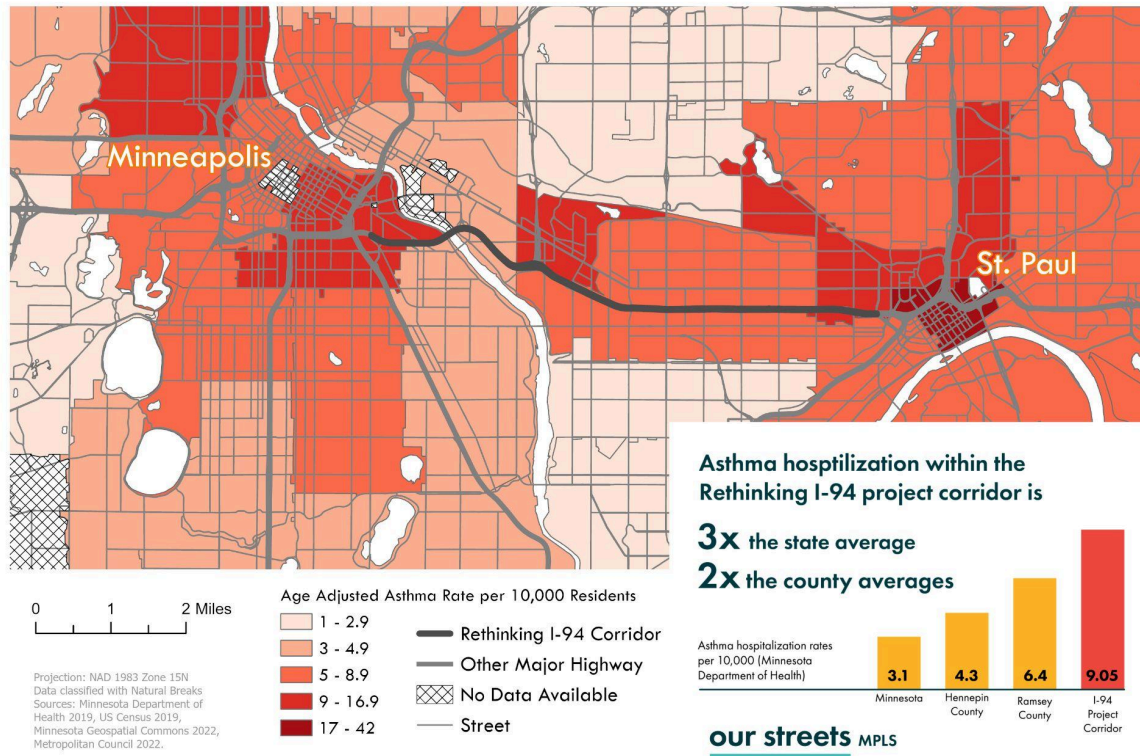 Minneapolis
St. Paul
Asthma hosptilization within the
Rethinking I-94 project corridor is
3x the state average
2x the county averages
Asthma hospitalization rates
per 10,000 (Minnesota
Department of Health)
3.1
4.3
6.4
9.05
Minnesota
Hennepin
County
Ramsey
County
I-94
Project
Corridor
our streets MPLS
0 1 2 Miles
Projection: NAD 1983 Zone 15N
Data classified with Natural Breaks
Sources: Minnesota Department of
Health 2019, US Census 2019,
Minnesota Geospatial Commons 2022,
Metropolitan Council 2022.
Age Adjusted Asthma Rate per 10,000 Residents
1 - 2.9
3 - 4.9
5 - 8.9
9 - 16.9
17 - 42
Rethinking I-94 Corridor
Other Major Highway
No Data Available
Street